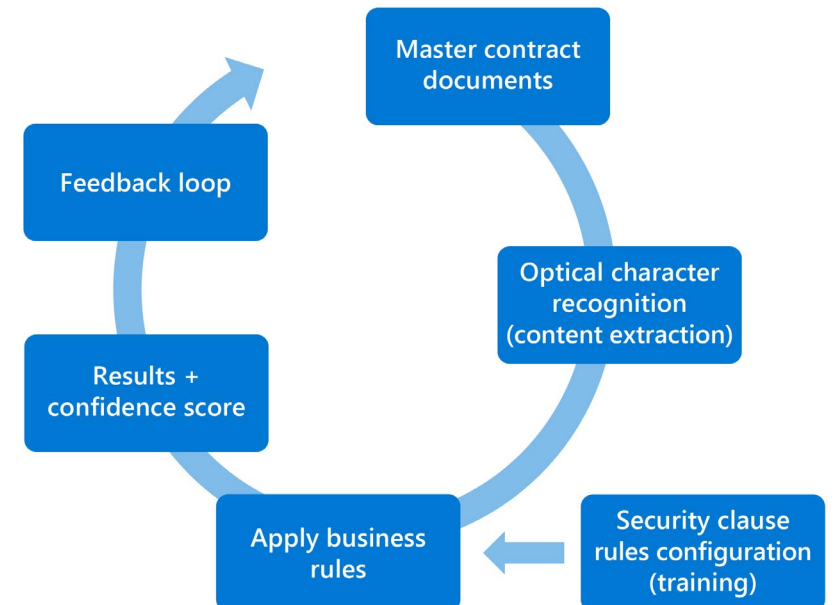 Master contract
documents
Optical character
recognition
(content extraction)
Security clause
rules configuration
(training)
Apply business
rules
Results +
confidence score
Feedback loop